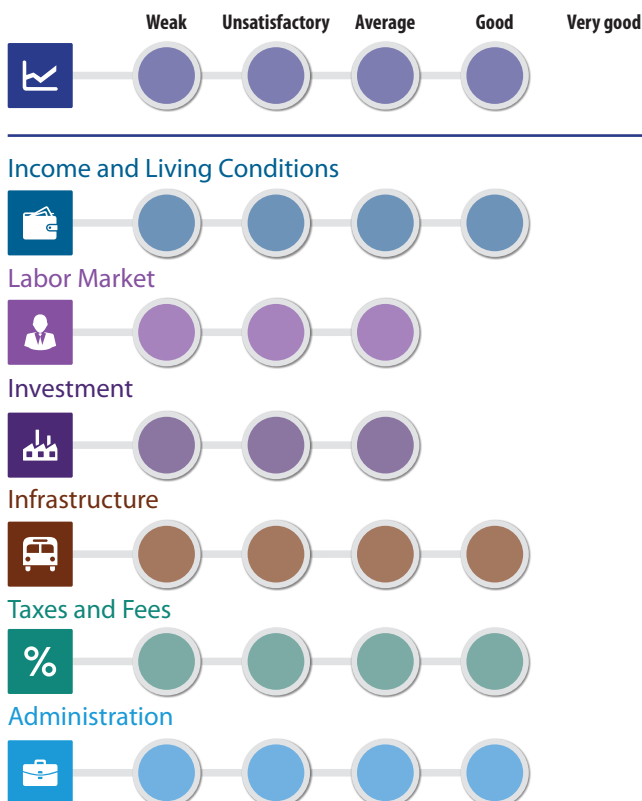 Weak Unsatisfactory Average Good Very good
Income and Living Conditions
Labor Market
Investment
Infrastructure
Taxes and Fees
%
Administration